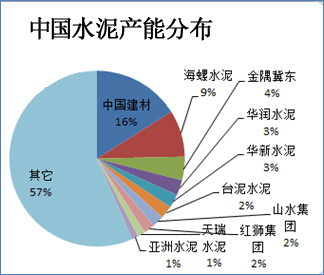 中国水泥产能分布
海螺水泥
9%
金隅冀东
4%
华润水泥
3%
华新水泥
3%
台泥水泥
2%
山水集
团
2%
红狮集
团
2%
天瑞
水泥
1%
亚洲水泥
1%
其它
57%
中国建材
16%